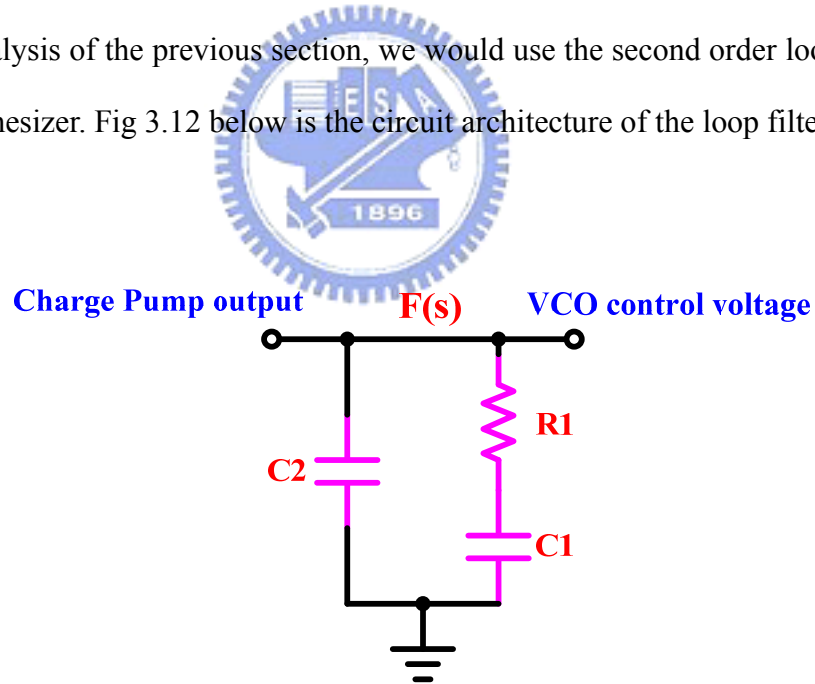 alysis of the previous section, we would use the second order loo
nesizer. Fig 3.12 below is the circuit architecture of the loop filte
E S A
1896
Charge Pump output
F(s)
VCO control voltage
R1
C2
C1